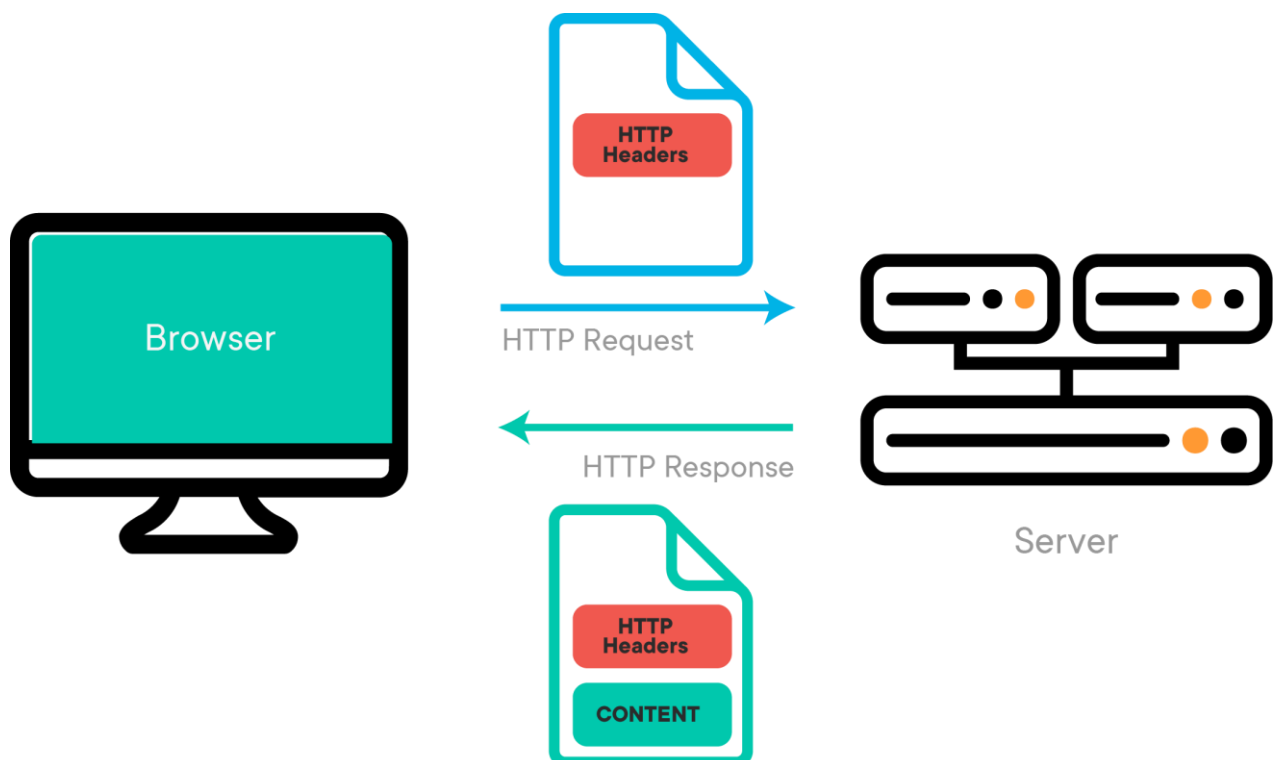 HTTP
Headers
Browser
HTTP Request
HTTP Response
Server
HTTP
Headers
CONTENT